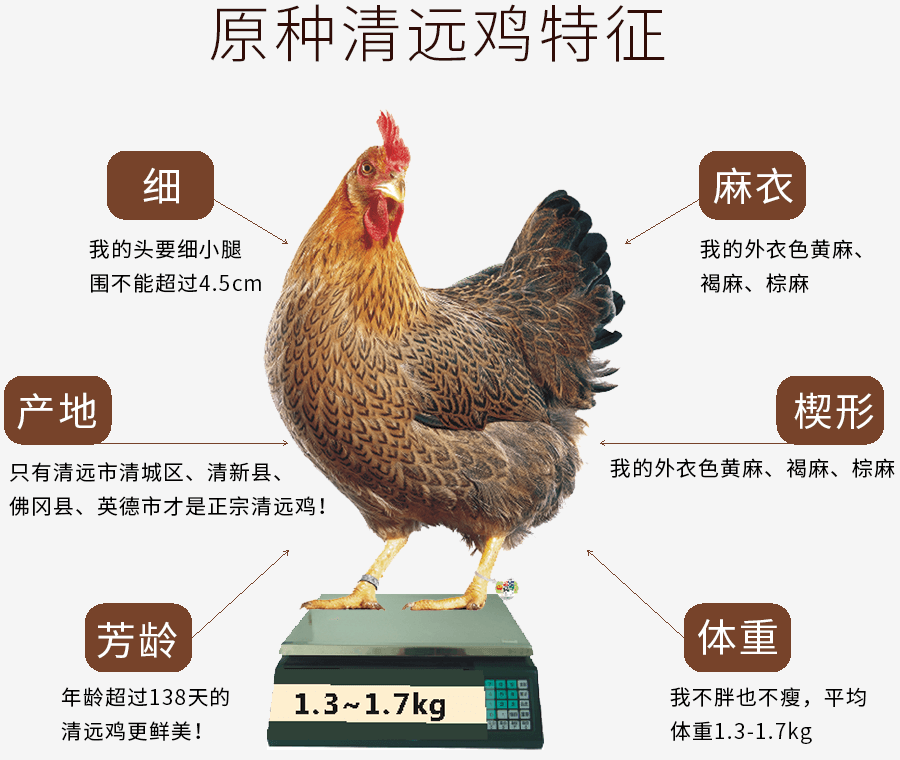 原种清远鸡特征
细
我的头要细小腿
围不能超过4.5cm
麻衣
我的外衣色黄麻、
褐麻、棕麻
产地
只有清远市清城区、清新县、
佛冈县、英德市才是正宗清远鸡！
楔形
我的外衣色黄麻、褐麻、棕麻
芳龄
年龄超过138天的
清远鸡更鲜美！
体重
我不胖也不瘦，平均
体重1.3-1.7kg
1.3~1.7kg